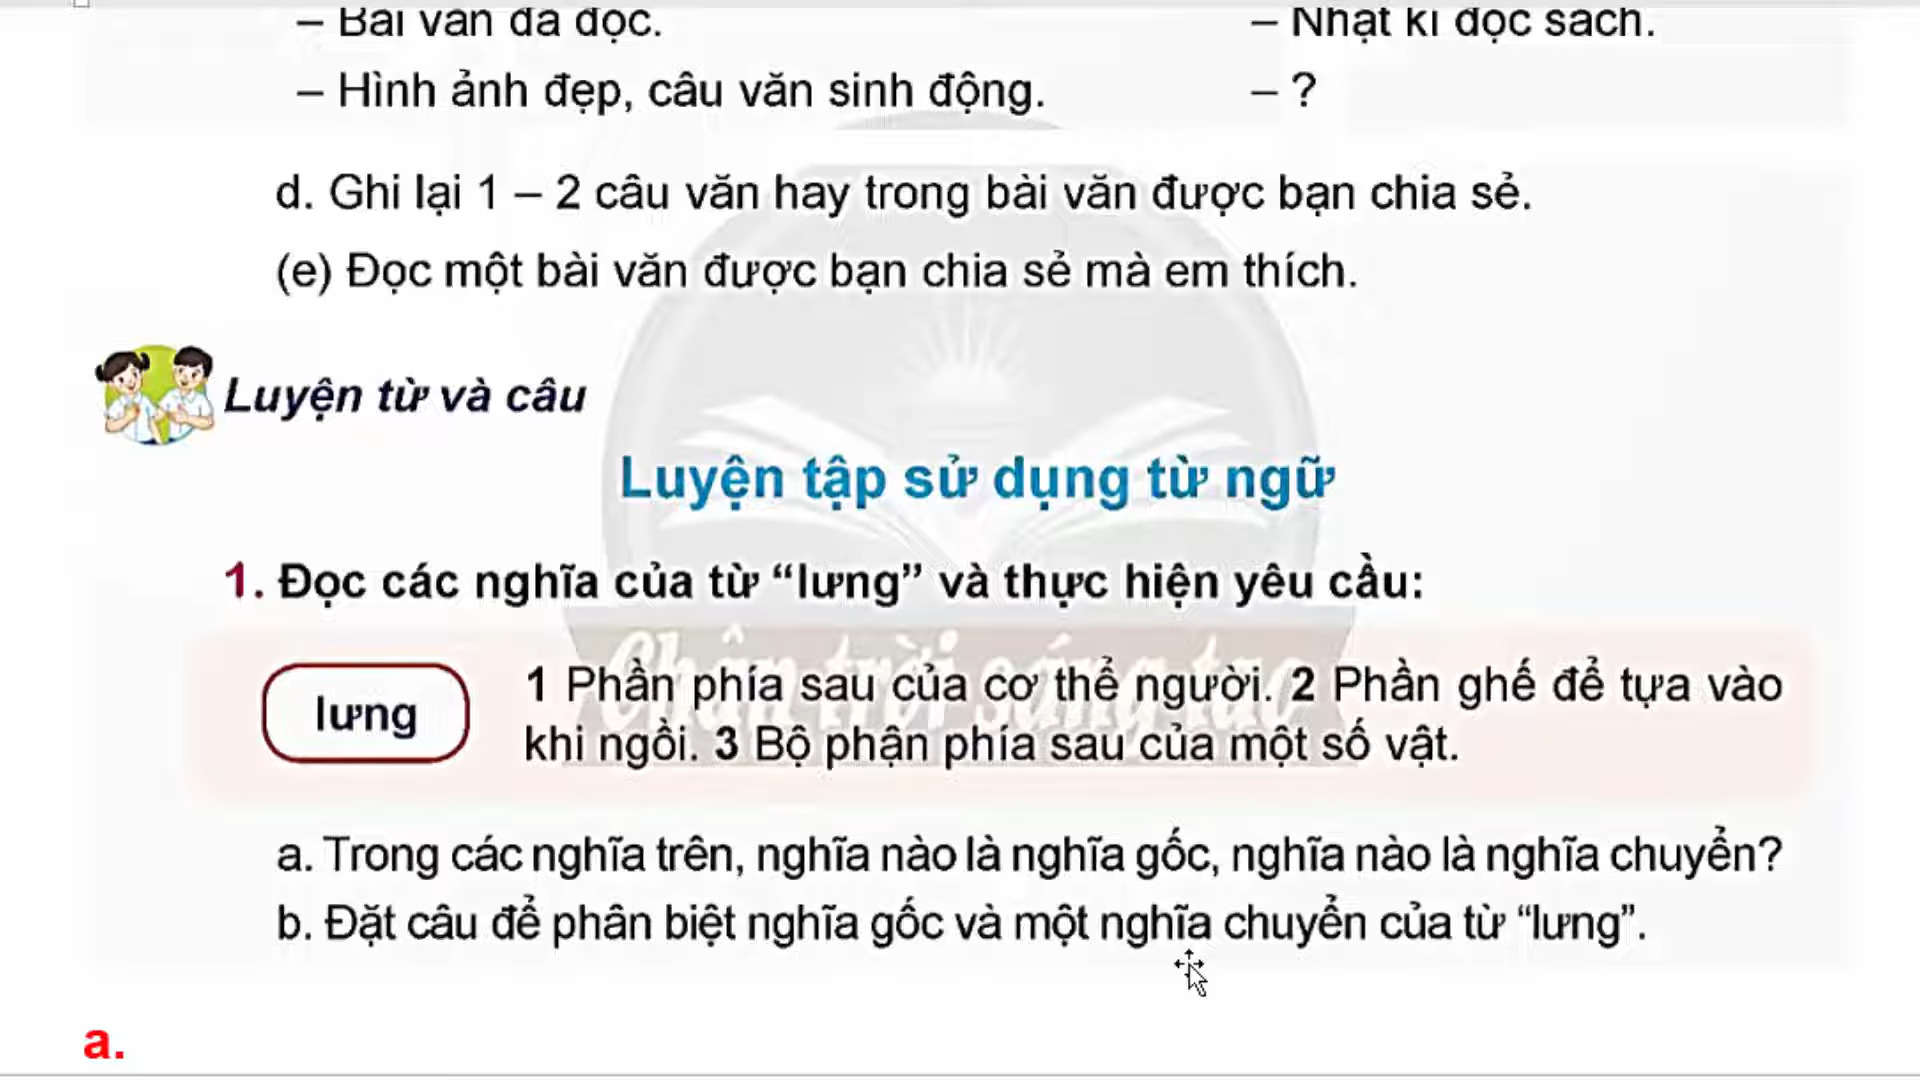 – Bài văn đã đọc.
– Nhật kí đọc sách.
– Hình ảnh đẹp, câu văn sinh động.
– ?
d. Ghi lại 1 – 2 câu văn hay trong bài văn được bạn chia sẻ.
(e) Đọc một bài văn được bạn chia sẻ mà em thích.
Luyện từ và câu
Luyện tập sử dụng từ ngữ
1. Đọc các nghĩa của từ “lưng” và thực hiện yêu cầu:
Chân trời sáng tạo
lưng
1 Phần phía sau của cơ thể người. 2 Phần ghế để tựa vào
khi ngồi. 3 Bộ phận phía sau của một số vật.
a. Trong các nghĩa trên, nghĩa nào là nghĩa gốc, nghĩa nào là nghĩa chuyển?
b. Đặt câu để phân biệt nghĩa gốc và một nghĩa chuyển của từ “lưng”.
a.